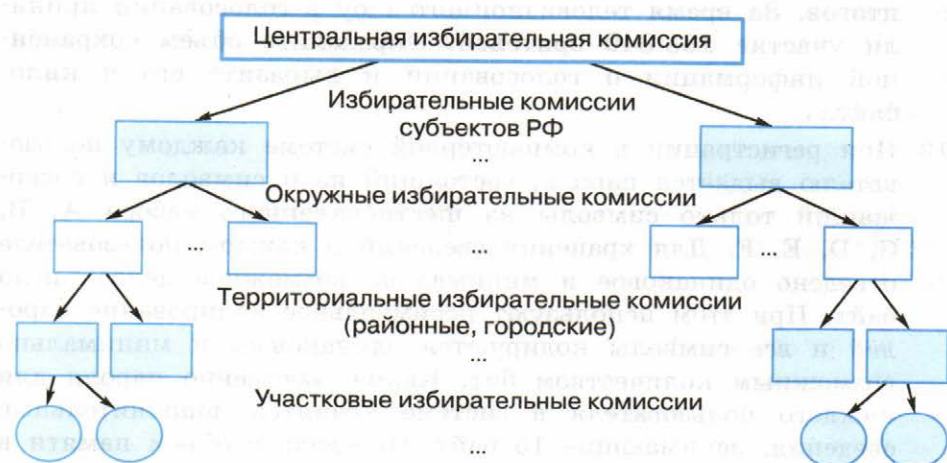 Центральная избирательная комиссия
Избирательные комиссии
субъектов РФ
...
Окружные избирательные комиссии
... ... ...
Территориальные избирательные комиссии
(районные, городские)
...
Участковые избирательные комиссии
...